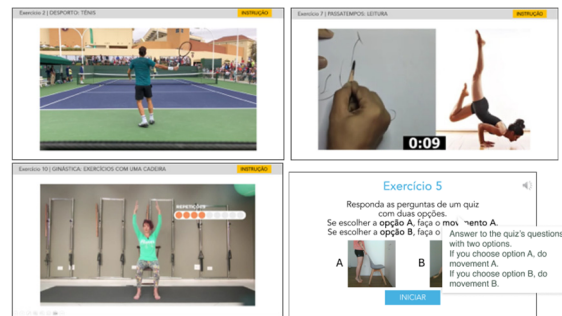 Exercício 2 | DESPORTO: TÉNIS
INSTRUÇÃO
Exercício 7 | PASSATEMPOS: LEITURA
INSTRUÇÃO
0:09
Exercício 10 | GINÁSTICA: EXERCÍCIOS COM UMA CADEIRA
INSTRUÇÃO
REPETIÇÕES
Exercício 5
Responda as perguntas de um quiz
com duas opções.
Se escolher a opção A, faça o movimento A.
Se escolher a opção B, faça o
Answer to the quiz's questions
with two options.
If you choose option A, do
movement A.
If you choose option B, do
movement B.
A
B
INICIAR